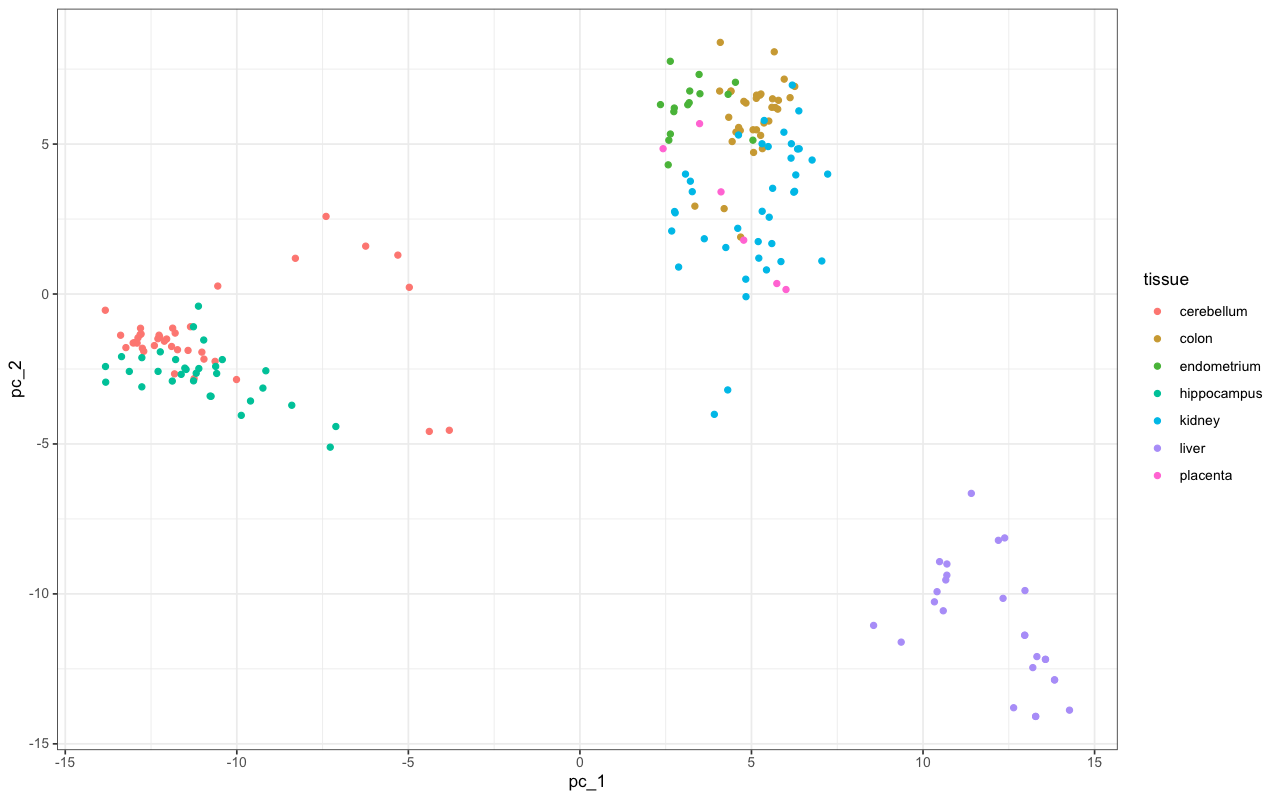 5
0
-5
-10
-15
-15
-10
-5
0
5
10
15
pc_1
pc_2
tissue
cerebellum
colon
endometrium
hippocampus
kidney
liver
placenta